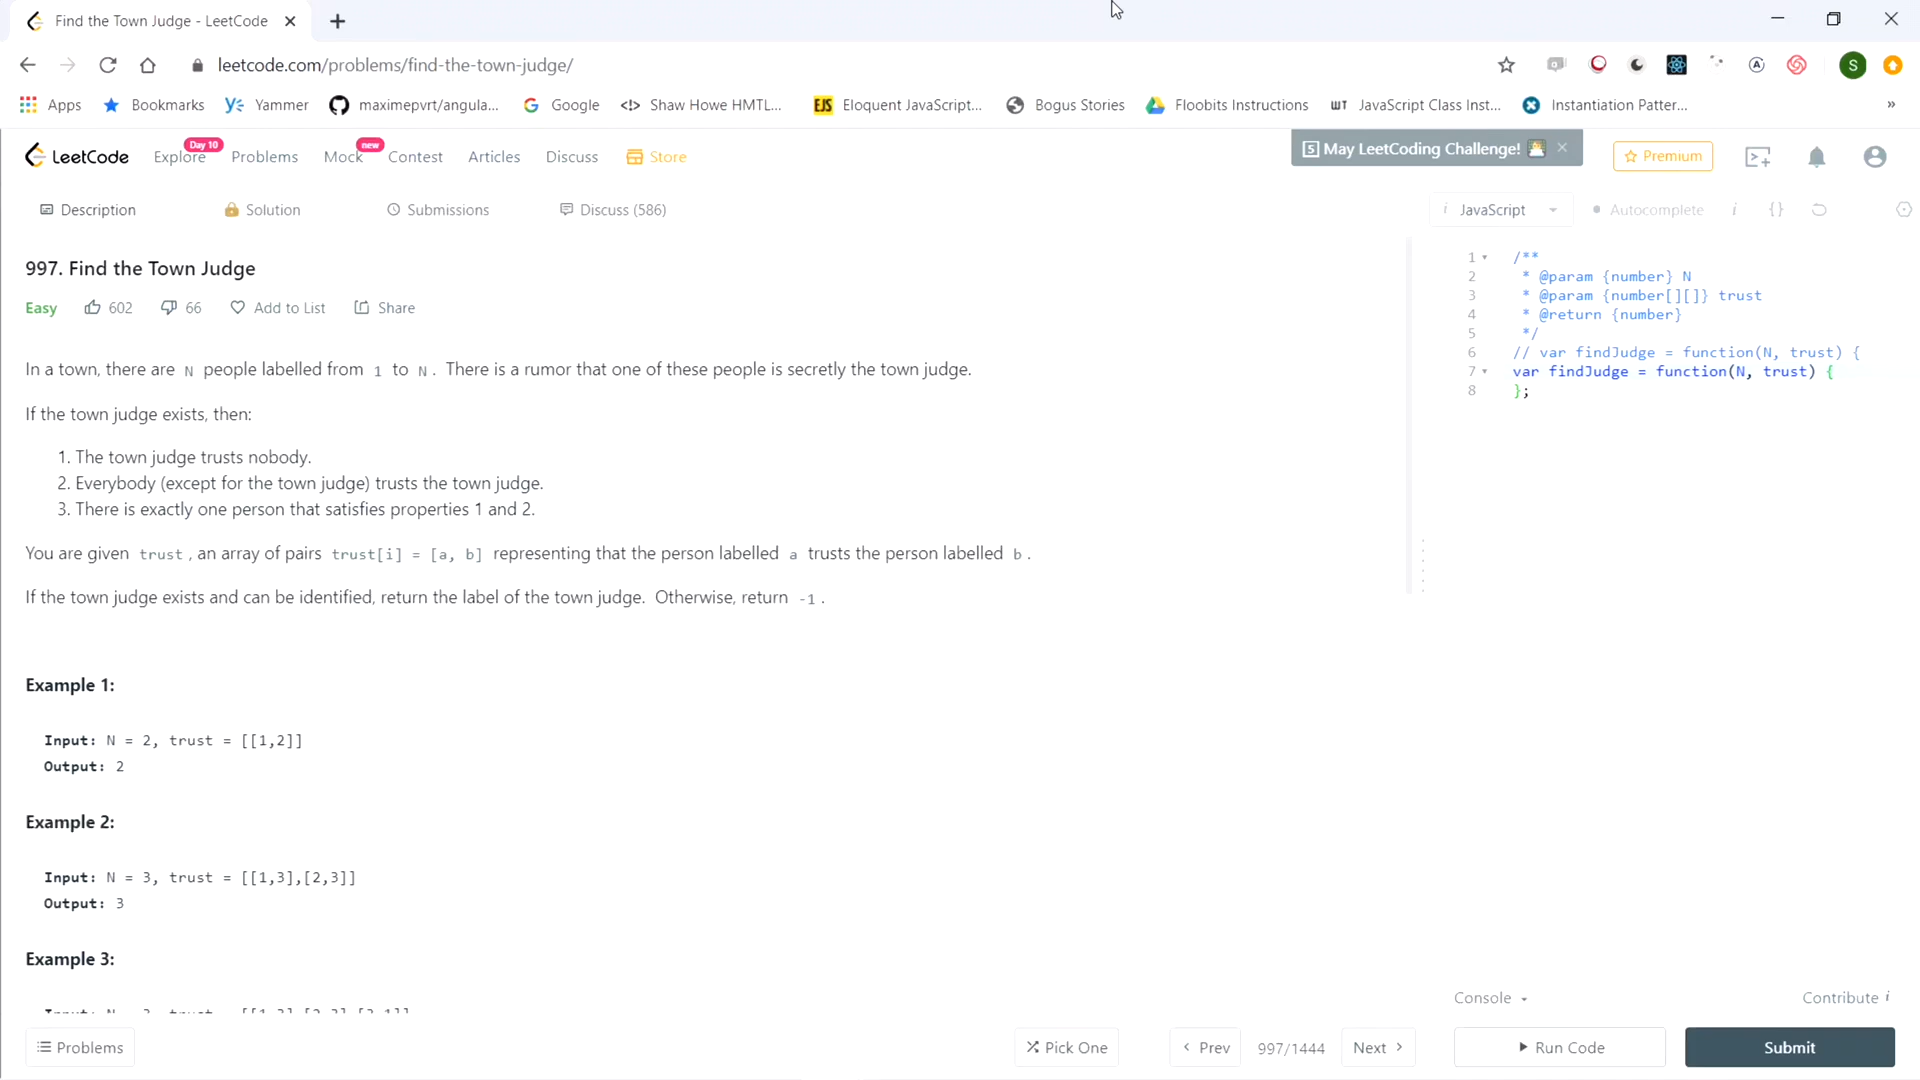 Find the Town Judge - LeetCode
leetcode.com/problems/find-the-town-judge/
S
Apps Bookmarks Yammer maximepvrt/angula... Google Shaw Howe HMTL... EJS Eloquent JavaScript... Bogus Stories Floobits Instructions WT JavaScript Class Inst... Instantiation Patter... »
LeetCode Explore Day 10 Problems Mock new Contest Articles Discuss Store 5 May LeetCoding Challenge! Premium
Description Solution Submissions Discuss (586) i JavaScript Autocomplete i {}
997. Find the Town Judge
Easy 602 66 Add to List Share
In a town, there are N people labelled from 1 to N. There is a rumor that one of these people is secretly the town judge.
If the town judge exists, then:
1. The town judge trusts nobody.
2. Everybody (except for the town judge) trusts the town judge.
3. There is exactly one person that satisfies properties 1 and 2.
You are given trust, an array of pairs trust[i] = [a, b] representing that the person labelled a trusts the person labelled b.
If the town judge exists and can be identified, return the label of the town judge. Otherwise, return -1.
Example 1:
Input: N = 2, trust = [[1,2]]
Output: 2
Example 2:
Input: N = 3, trust = [[1,3],[2,3]]
Output: 3
Example 3:
1 /**
2 * @param {number} N
3 * @param {number[][]} trust
4 * @return {number}
5 */
6 // var findJudge = function(N, trust) {
7 var findJudge = function(N, trust) {
8 };
Console Contribute i
Problems Pick One Prev 997/1444 Next Run Code Submit